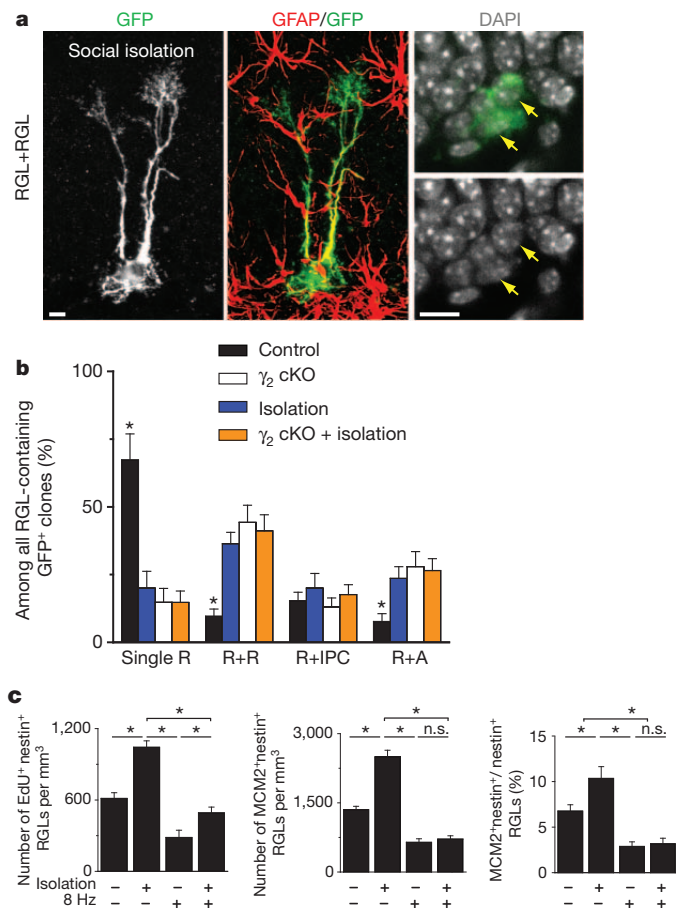 a
GFP
GFAP/GFP
DAPI
Social isolation
RGL+RGL
b
Control
γ2 cKO
Isolation
γ2 cKO + isolation
Among all RGL-containing
GFP+ clones (%)
100
50
0
*
*
*
Single R
R+R
R+IPC
R+A
c
Number of EdU+ nestin+
RGLs per mm3
1,200
600
0
*
* * *
Number of MCM2+nestin+
RGLs per mm3
3,000
1,500
0
*
* * n.s.
MCM2+nestin+/ nestin+
RGLs (%)
15
10
5
0
*
* * n.s.
Isolation – + – + – + – + – + – +
8 Hz – – + + – – + + – – + +